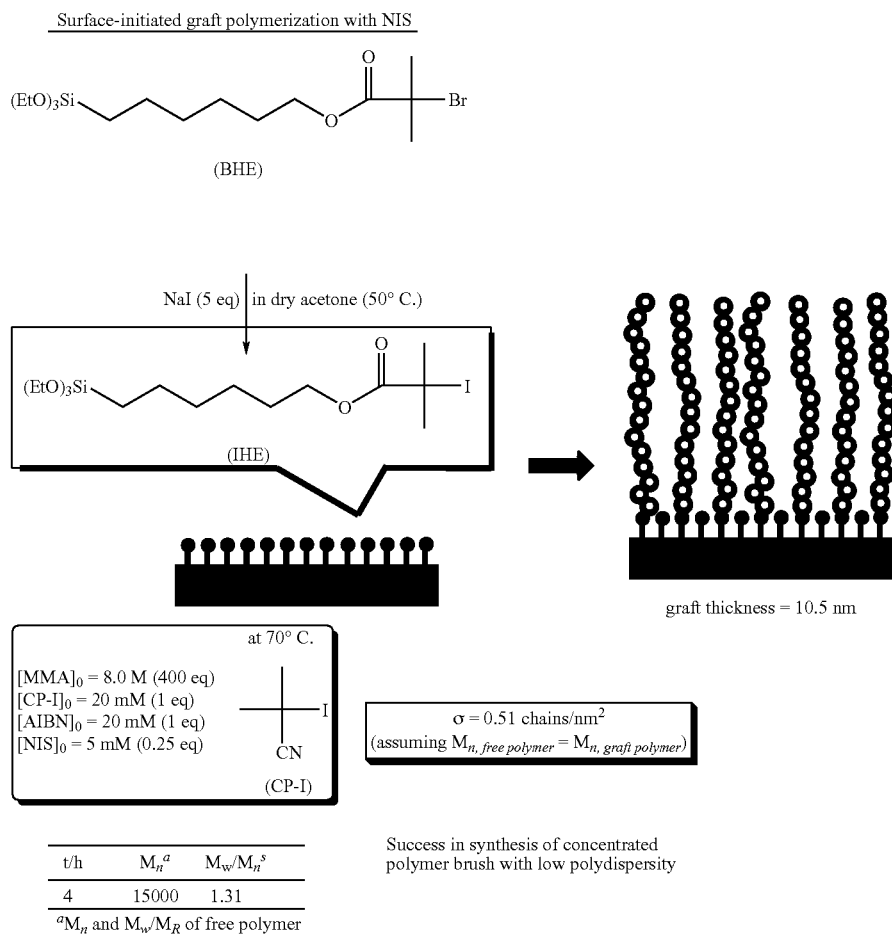 Surface-initiated graft polymerization with NIS
(EtO)₃Si
O
O
Br
(BHE)
NaI (5 eq) in dry acetone (50° C.)
(EtO)₃Si
O
O
I
(IHE)
graft thickness = 10.5 nm
at 70° C.
[MMA]₀ = 8.0 M (400 eq)
[CP-I]₀ = 20 mM (1 eq)
[AIBN]₀ = 20 mM (1 eq)
[NIS]₀ = 5 mM (0.25 eq)
I
CN
(CP-I)
σ = 0.51 chains/nm²
(assuming Mₙ, free polymer = Mₙ, graft polymer)
Success in synthesis of concentrated
polymer brush with low polydispersity
t/h Mₙᵃ M_w/Mₙˢ
4 15000 1.31
ᵃMₙ and M_w/M_R of free polymer